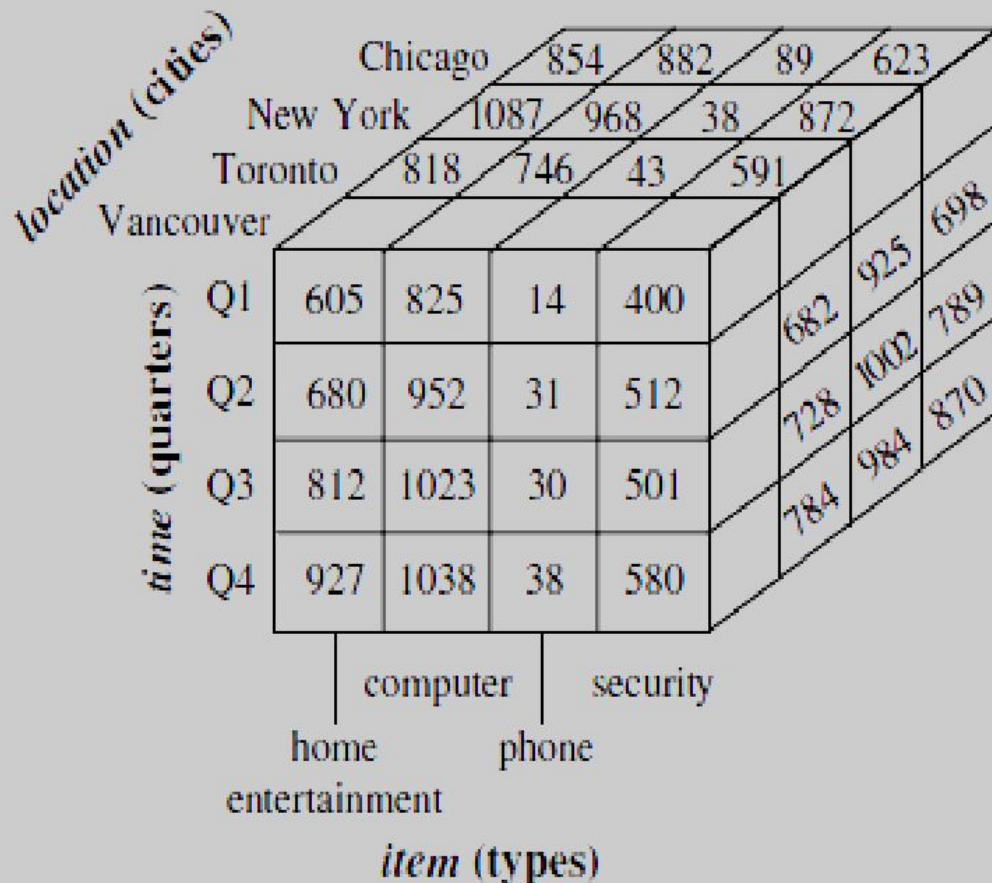 location (cities)
Chicago 854 882 89 623
New York 1087 968 38 872
Toronto 818 746 43 591
Vancouver
time (quarters)
Q1 605 825 14 400
Q2 680 952 31 512
Q3 812 1023 30 501
Q4 927 1038 38 580
682 925 698
728 1002 789
784 984 870
computer security
home phone
entertainment
item (types)